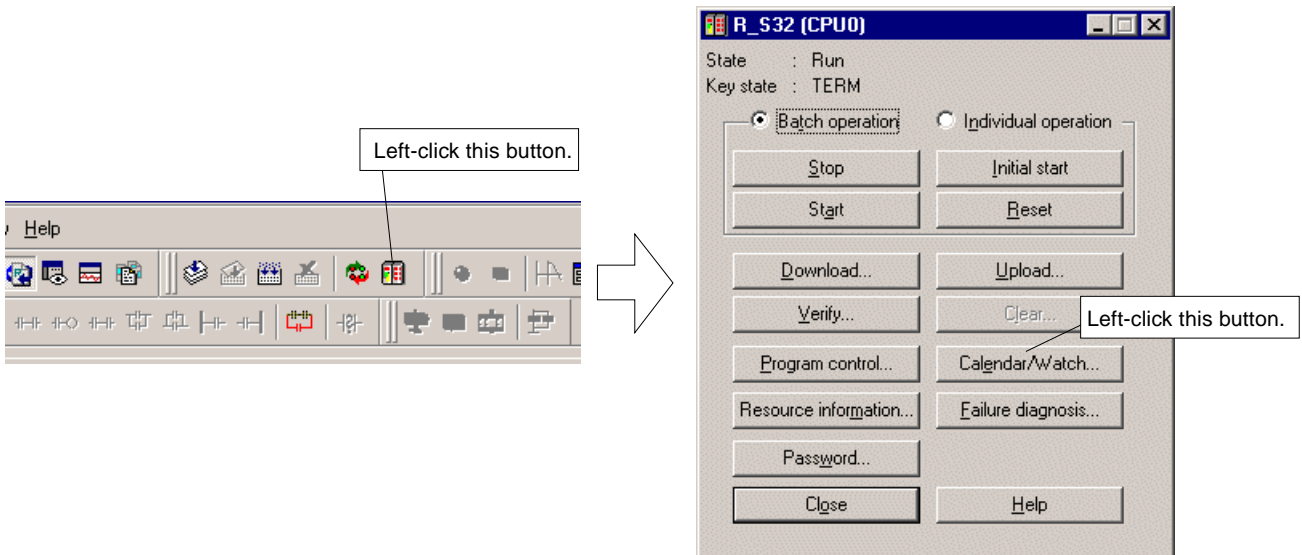 Left-click this button.
Help
R_S32 (CPU0)
State : Run
Key state : TERM
Batch operation Individual operation
Stop Initial start
Start Reset
Download... Upload...
Verify... Clear...
Left-click this button.
Program control... Calendar/Watch...
Resource information... Failure diagnosis...
Password...
Close Help